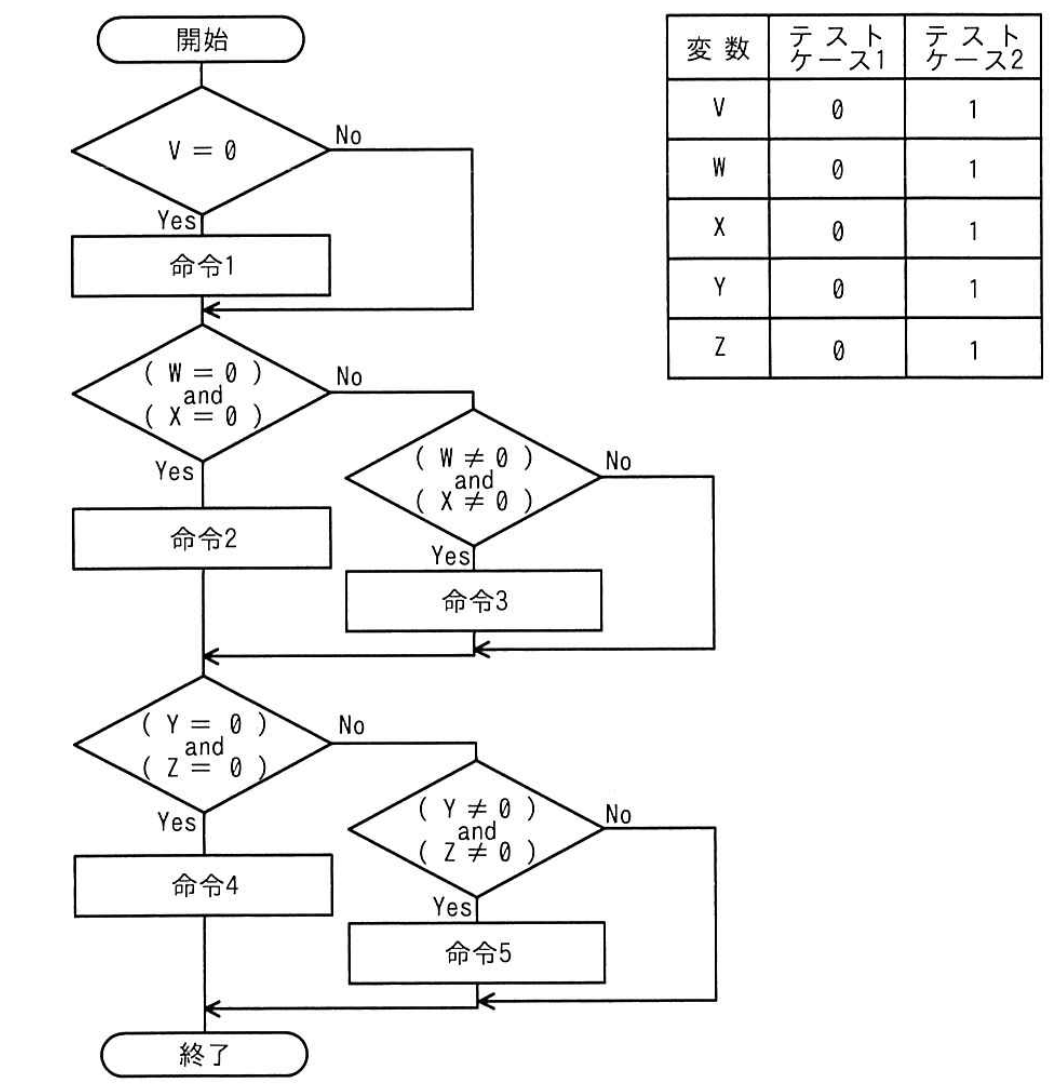 開始
V = 0
No
Yes
命令1
( W = 0 )
and
( X = 0 )
No
Yes
命令2
( W ≠ 0 )
and
( X ≠ 0 )
No
Yes
命令3
( Y = 0 )
and
( Z = 0 )
No
Yes
命令4
( Y ≠ 0 )
and
( Z ≠ 0 )
No
Yes
命令5
終了
変数 テスト ケース1 テスト ケース2
V 0 1
W 0 1
X 0 1
Y 0 1
Z 0 1